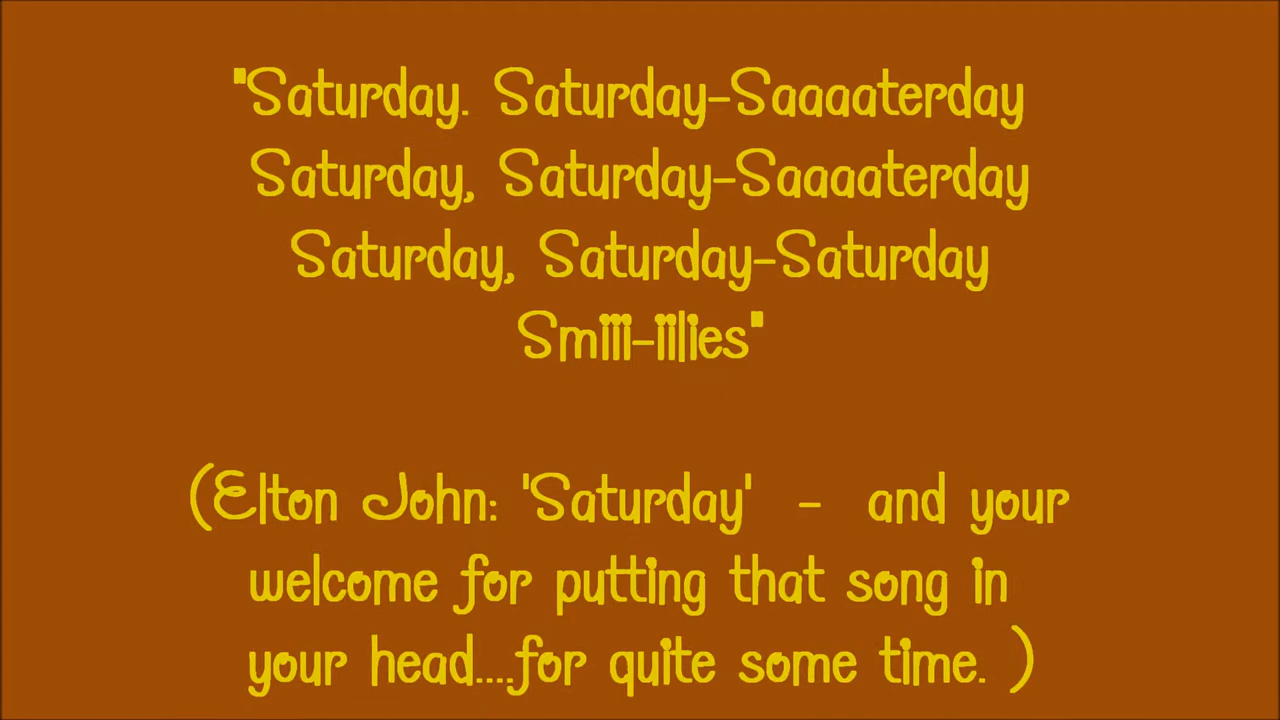 "Saturday. Saturday-Saaaaterday
Saturday, Saturday-Saaaaterday
Saturday, Saturday-Saturday
Smiii-iilies"
(Elton John: 'Saturday' - and your
welcome for putting that song in
your head....for quite some time. )